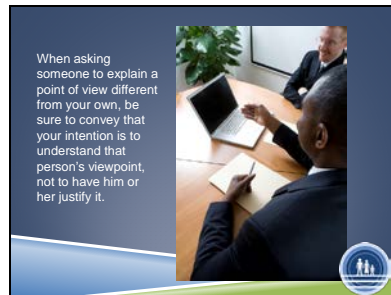 When asking
someone to explain a
point of view different
from your own, be
sure to convey that
your intention is to
understand that
person's viewpoint,
not to have him or
her justify it.